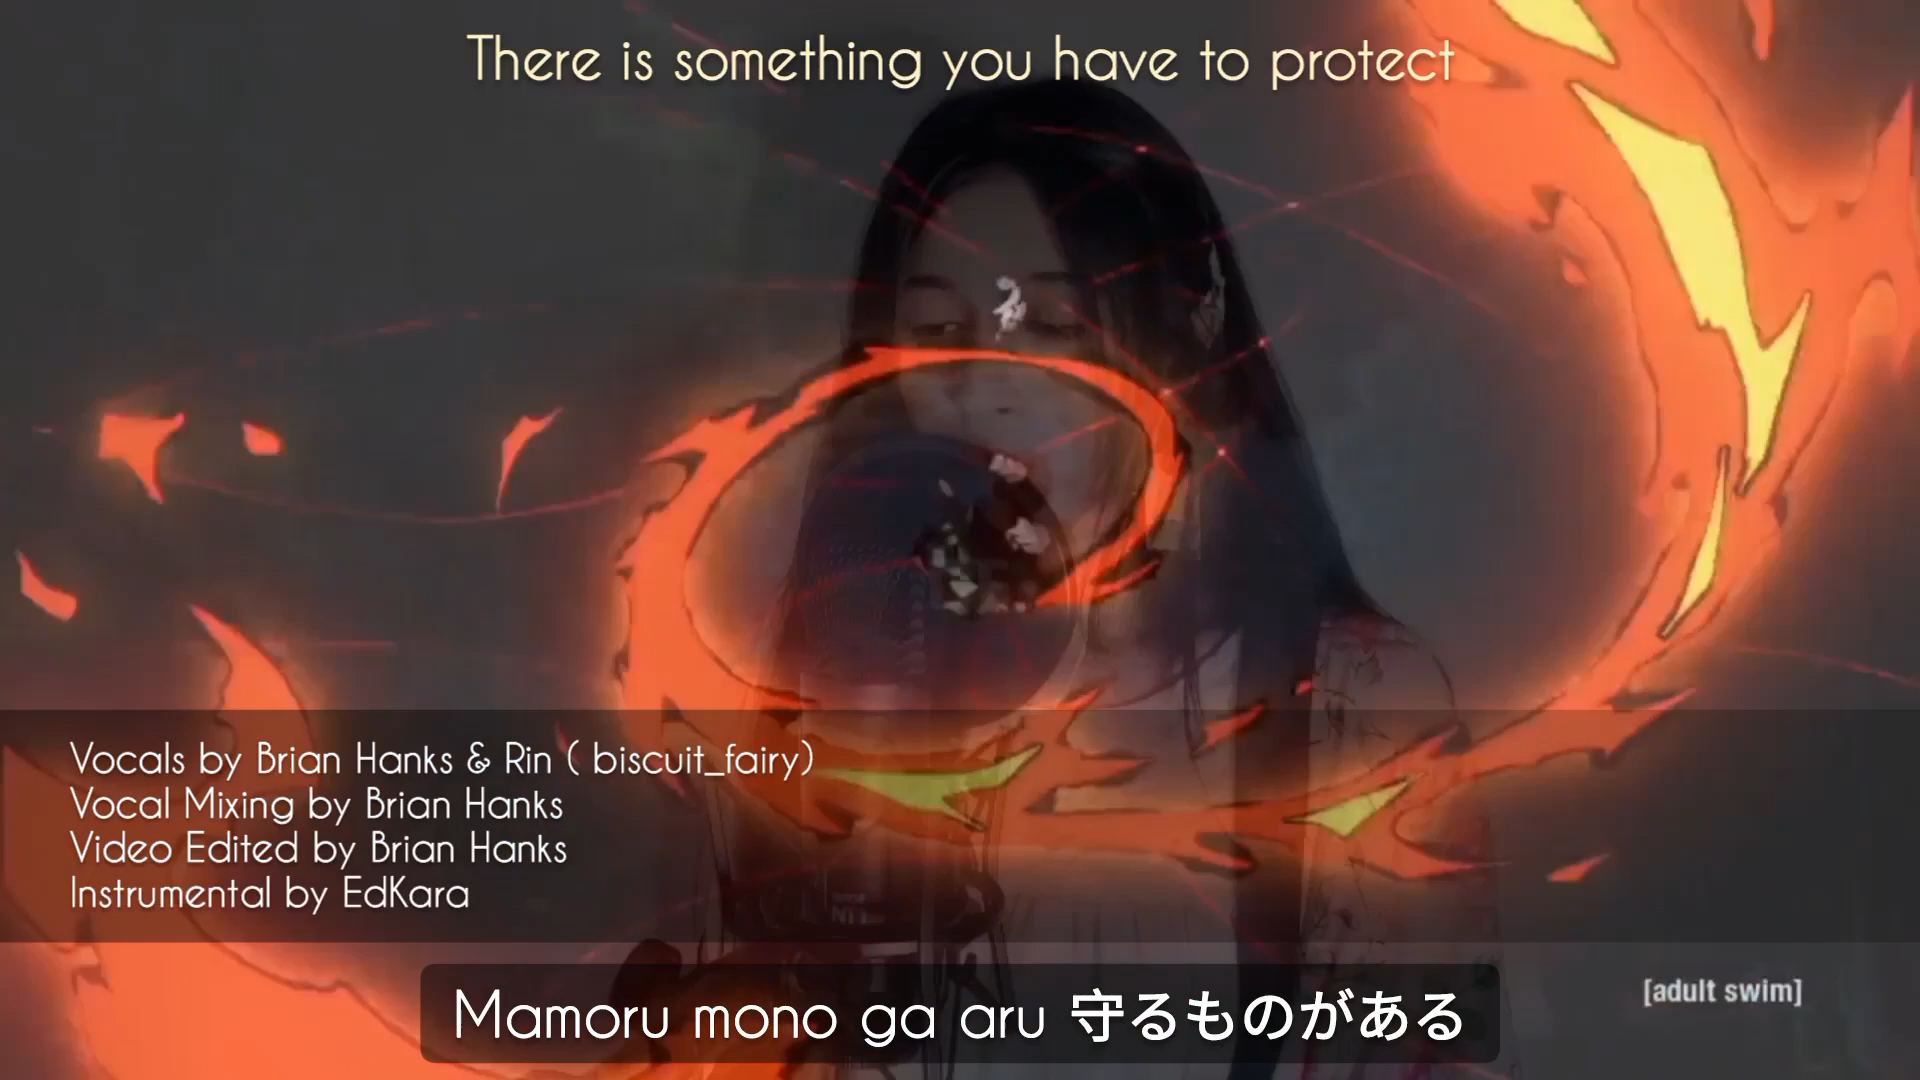 There is something you have to protect
Vocals by Brian Hanks & Rin ( biscuit_fairy)
Vocal Mixing by Brian Hanks
Video Edited by Brian Hanks
Instrumental by EdKara
[adult swim]
Mamoru mono ga aru 守るものがある